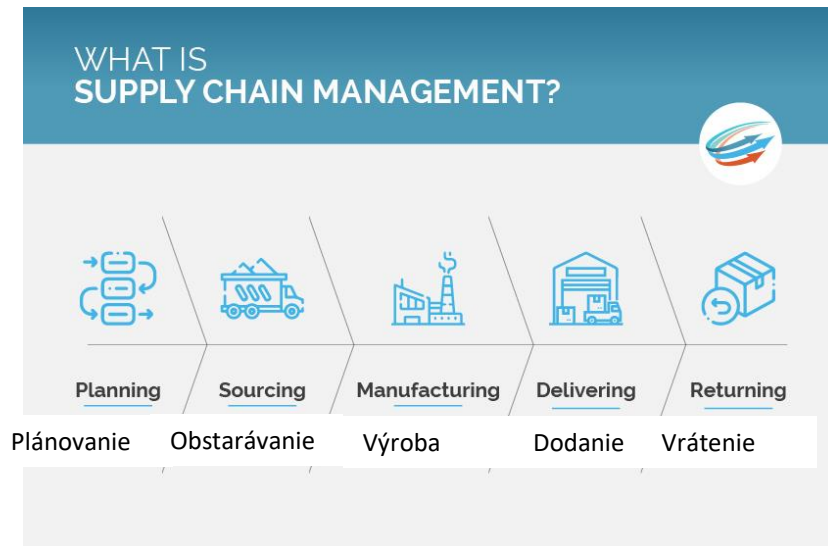 WHAT IS
SUPPLY CHAIN MANAGEMENT?
Planning Sourcing Manufacturing Delivering Returning
Plánovanie Obstarávanie Výroba Dodanie Vrátenie